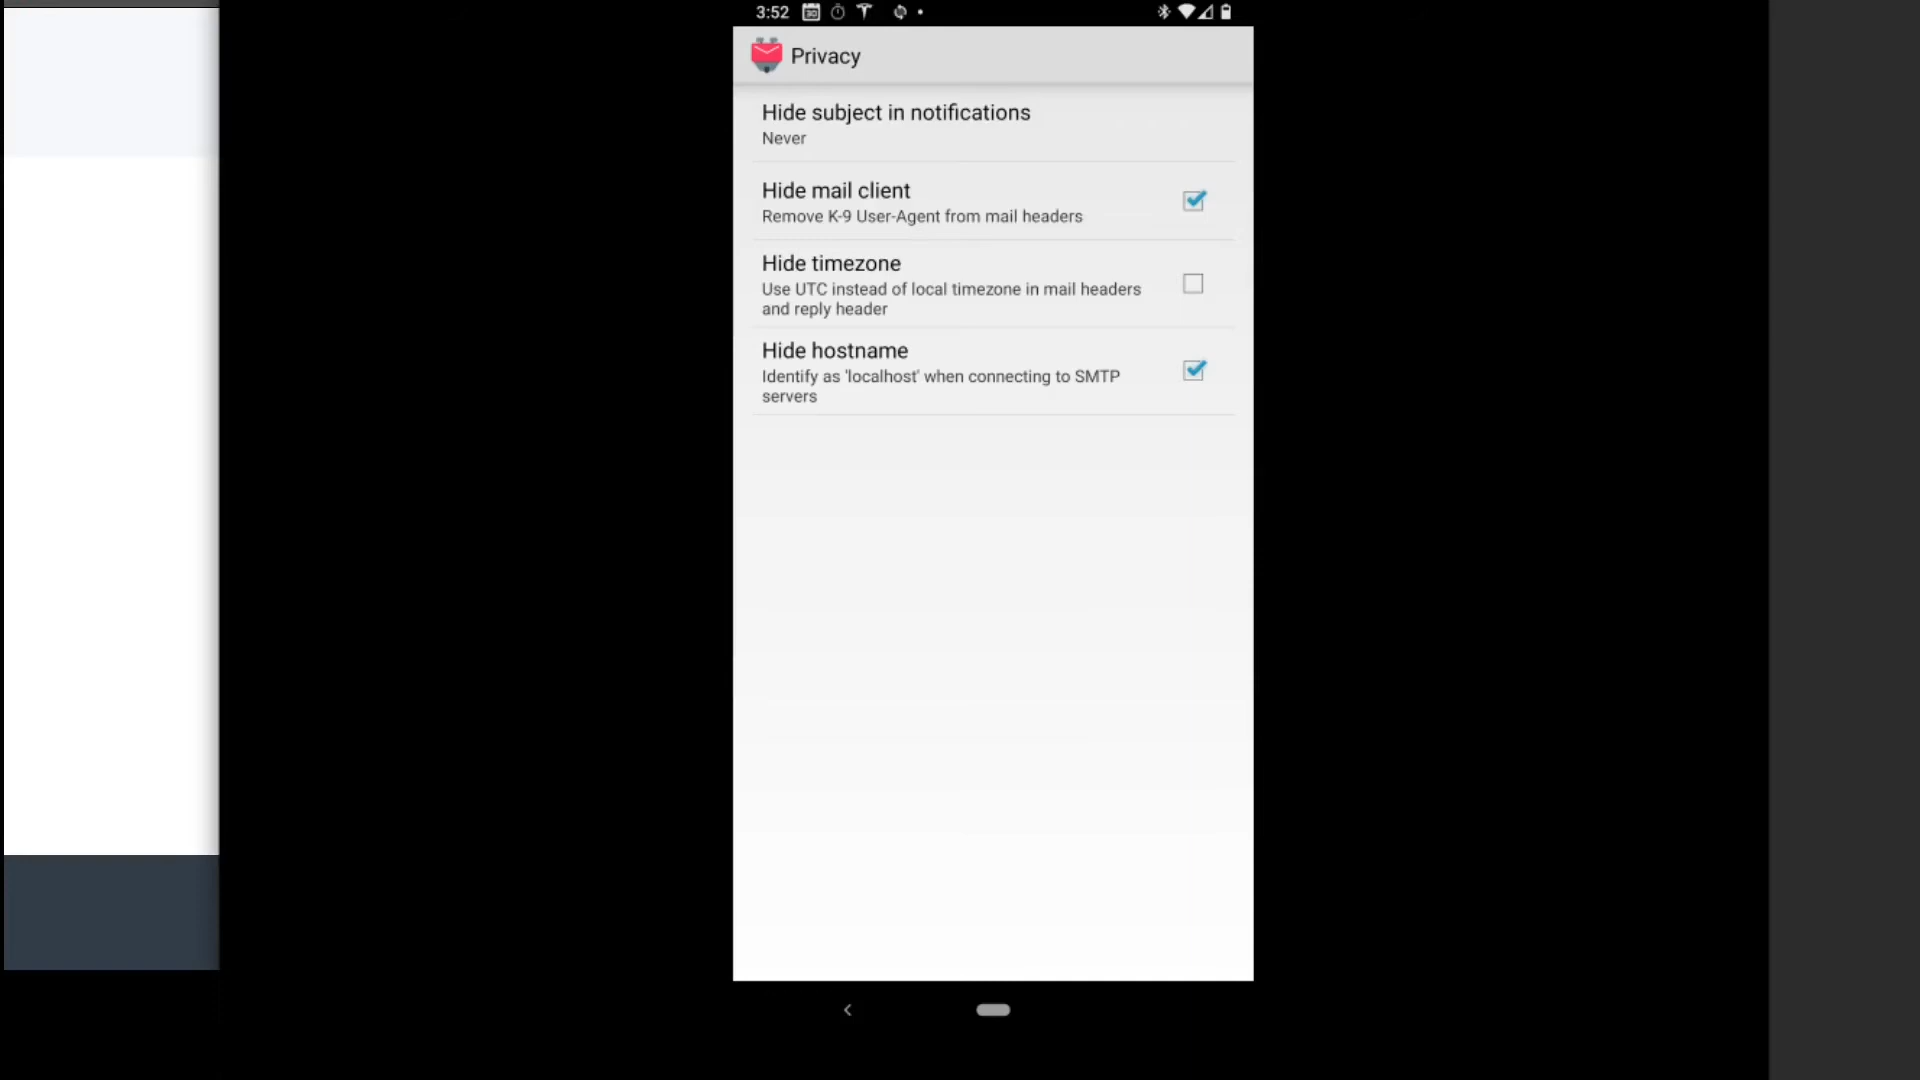 3:52
Privacy
Hide subject in notifications
Never
Hide mail client
Remove K-9 User-Agent from mail headers
Hide timezone
Use UTC instead of local timezone in mail headers
and reply header
Hide hostname
Identify as 'localhost' when connecting to SMTP
servers